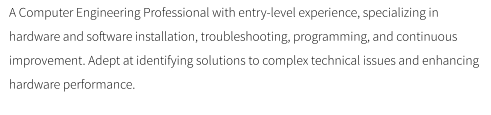 A Computer Engineering Professional with entry-level experience, specializing in
hardware and software installation, troubleshooting, programming, and continuous
improvement. Adept at identifying solutions to complex technical issues and enhancing
hardware performance.